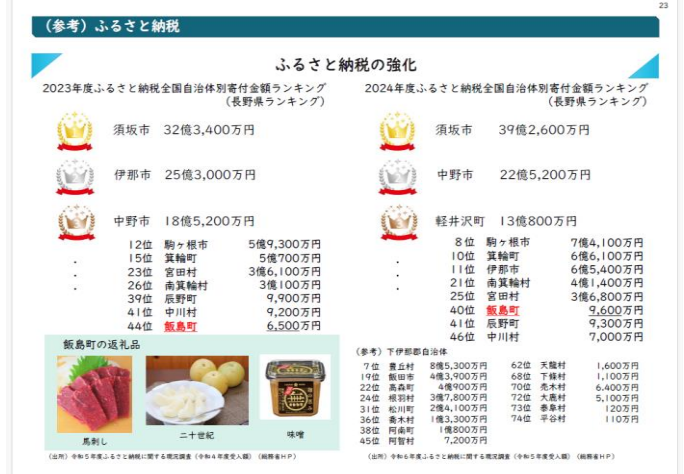 23
(参考)ふるさと納税
ふるさと納税の強化
2023年度ふるさと納税全国自治体別寄付金額ランキング
(長野県ランキング)
須坂市 32億3,400万円
伊那市 25億3,000万円
中野市 18億5,200万円
12位 駒ヶ根市 5億9,300万円
15位 箕輪町 5億700万円
23位 宮田村 3億6,100万円
26位 南箕輪村 3億100万円
39位 辰野町 9,900万円
41位 中川村 9,200万円
44位 飯島町 6,500万円
飯島町の返礼品
馬刺し
二十世紀
味噌
(出所)令和5年度ふるさと納税に関する現況調査(令和4年度受入額)(総務省HP)
2024年度ふるさと納税全国自治体別寄付金額ランキング
(長野県ランキング)
須坂市 39億2,600万円
中野市 22億5,200万円
軽井沢町 13億800万円
8位 駒ヶ根市 7億4,100万円
10位 箕輪町 6億6,100万円
11位 伊那市 6億5,400万円
21位 南箕輪村 4億1,400万円
25位 宮田村 3億6,800万円
40位 飯島町 9,600万円
41位 辰野町 9,300万円
46位 中川村 7,000万円
(参考)下伊那郡自治体
7位 豊丘村 8億5,300万円 62位 天龍村 1,600万円
19位 飯田市 4億3,900万円 68位 下條村 1,100万円
22位 高森町 4億900万円 70位 売木村 6,400万円
24位 根羽村 3億7,800万円 72位 大鹿村 5,100万円
31位 松川町 2億4,100万円 73位 泰阜村 120万円
36位 喬木村 1億3,300万円 74位 平谷村 110万円
38位 阿南町 1億800万円
45位 阿智村 7,200万円
(出所)令和6年度ふるさと納税に関する現況調査(令和5年度受入額)(総務省HP)